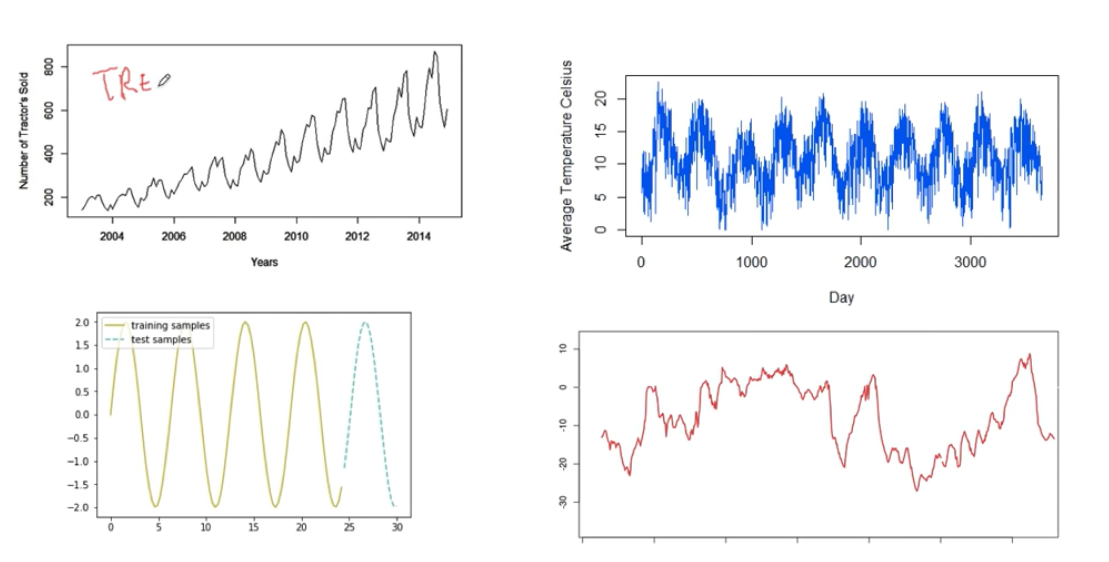 TRE
Number of Tractor's Sold
800
600
400
200
2004 2006 2008 2010 2012 2014
Years
Average Temperature Celsius
20
15
10
5
0
0 1000 2000 3000
Day
training samples
test samples
2.0
1.5
1.0
0.5
0.0
−0.5
−1.0
−1.5
−2.0
0 5 10 15 20 25 30
10
0
-10
-20
-30